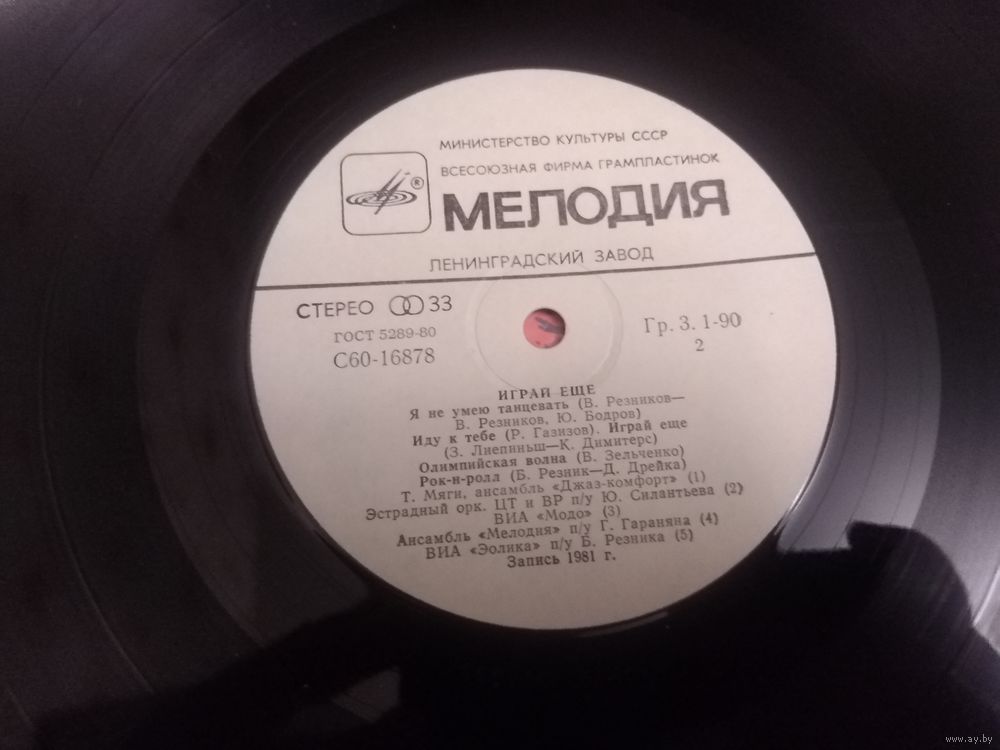 МИНИСТЕРСТВО КУЛЬТУРЫ СССР
ВСЕСОЮЗНАЯ ФИРМА ГРАМПЛАСТИНОК
®
МЕЛОДИЯ
ЛЕНИНГРАДСКИЙ ЗАВОД
СТЕРЕО 33
ГОСТ 5289-80
С60-16878
Гр. 3. 1-90
2
ИГРАЙ ЕЩЕ
Я не умею танцевать (В. Резников—
В. Резников, Ю. Бодров)
Иду к тебе (Р. Газизов). Играй еще
(З. Лиепиньш—К. Димитерс)
Олимпийская волна (В. Зельченко)
Рок-н-ролл (Б. Резник—Д. Дрейка)
Т. Мяги, ансамбль «Джаз-комфорт» (1)
Эстрадный орк. ЦТ и ВР п/у Ю. Силантьева (2)
ВИА «Модо» (3)
Ансамбль «Мелодия» п/у Г. Гараняна (4)
ВИА «Эолика» п/у Б. Резника (5)
Запись 1981 г.
www.ay.by